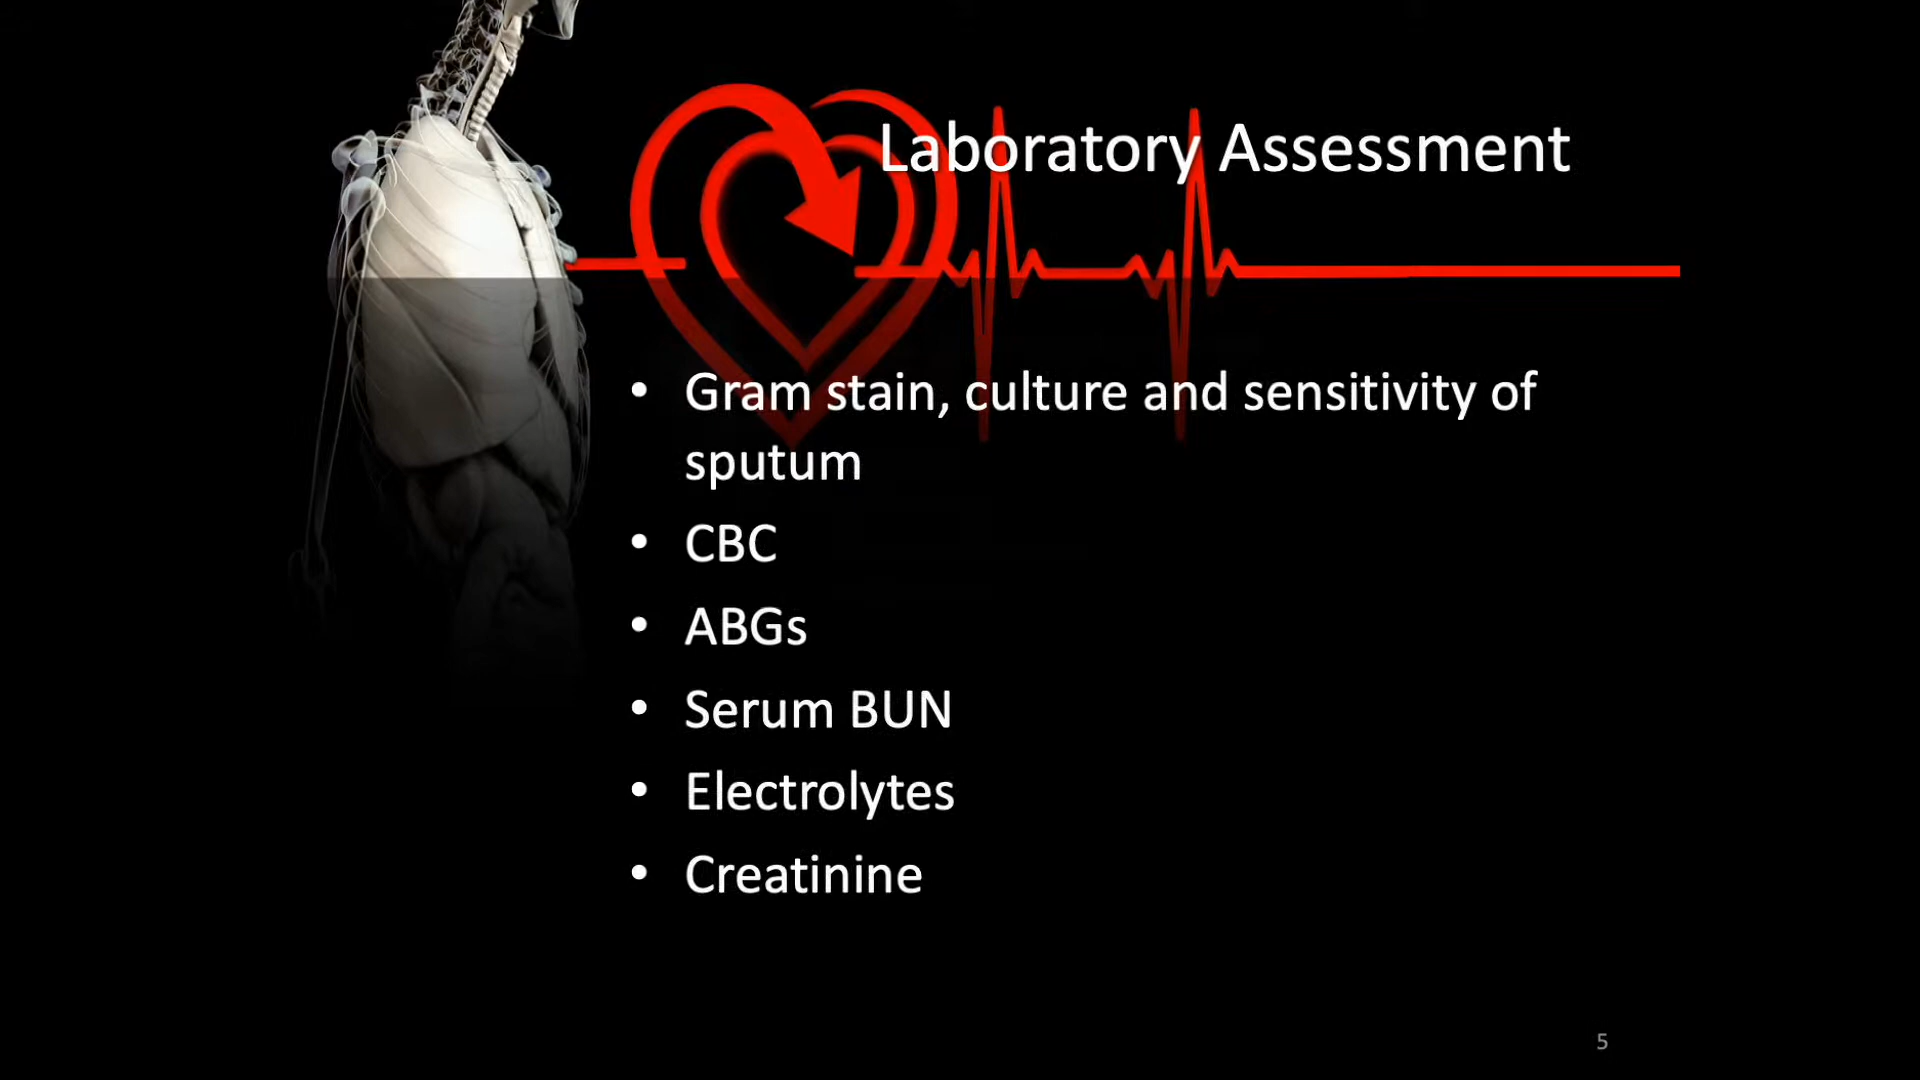 Laboratory Assessment
• Gram stain, culture and sensitivity of
sputum
• CBC
• ABGs
• Serum BUN
• Electrolytes
• Creatinine
5